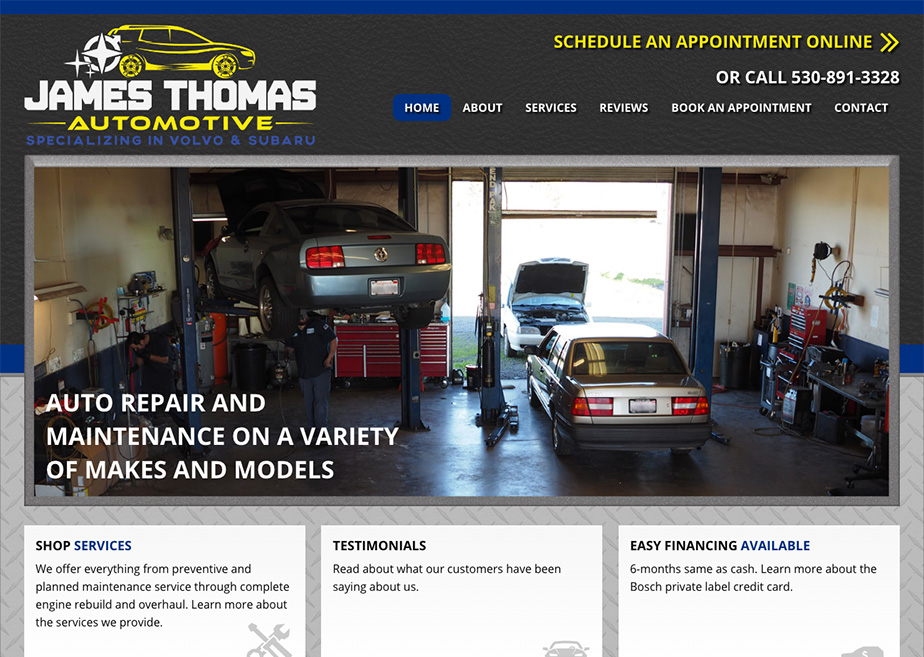 SCHEDULE AN APPOINTMENT ONLINE
OR CALL 530-891-3328
JAMES THOMAS
AUTOMOTIVE
SPECIALIZING IN VOLVO & SUBARU
HOME ABOUT SERVICES REVIEWS BOOK AN APPOINTMENT CONTACT
AUTO REPAIR AND
MAINTENANCE ON A VARIETY
OF MAKES AND MODELS
SHOP SERVICES
We offer everything from preventive and
planned maintenance service through complete
engine rebuild and overhaul. Learn more about
the services we provide.
TESTIMONIALS
Read about what our customers have been
saying about us.
EASY FINANCING AVAILABLE
6-months same as cash. Learn more about the
Bosch private label credit card.